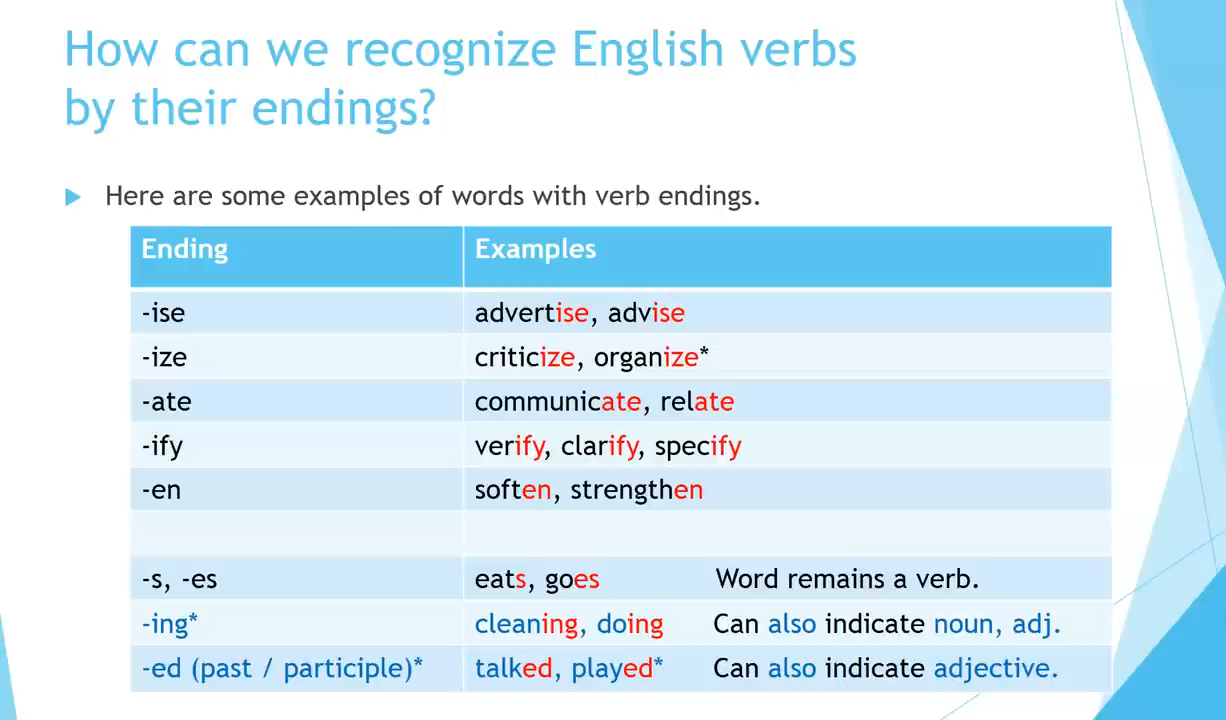 How can we recognize English verbs
by their endings?
Here are some examples of words with verb endings.
Ending Examples
-ise advertise, advise
-ize criticize, organize*
-ate communicate, relate
-ify verify, clarify, specify
-en soften, strengthen
-s, -es eats, goes Word remains a verb.
-ing* cleaning, doing Can also indicate noun, adj.
-ed (past / participle)* talked, played* Can also indicate adjective.